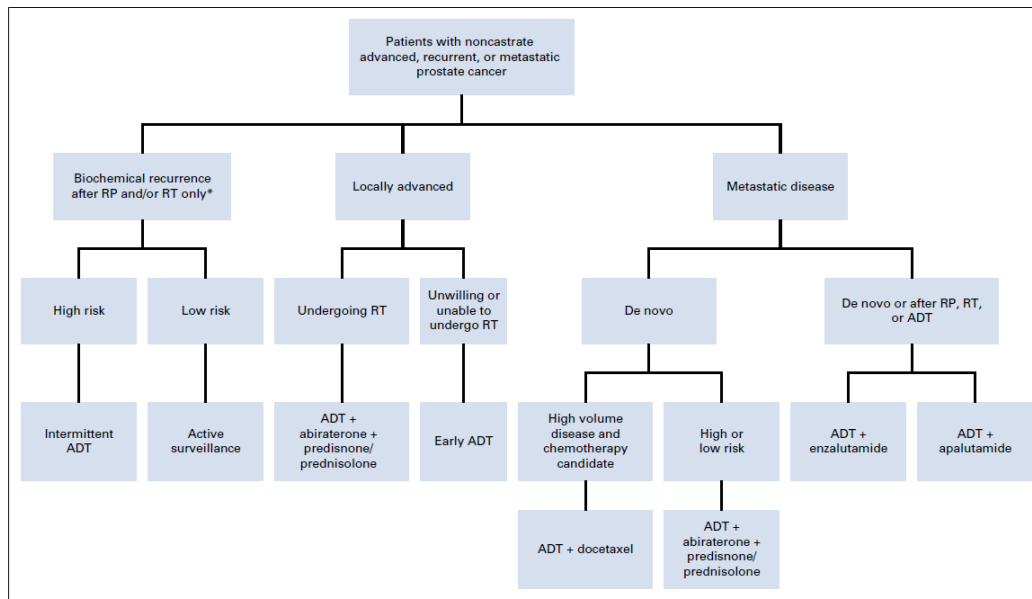 Patients with noncastrate
advanced, recurrent, or metastatic
prostate cancer
Biochemical recurrence
after RP and/or RT only*
Locally advanced
Metastatic disease
High risk
Low risk
Undergoing RT
Unwilling or
unable to
undergo RT
De novo
De novo or after RP, RT,
or ADT
Intermittent
ADT
Active
surveillance
ADT +
abiraterone +
predisnone/
prednisolone
Early ADT
High volume
disease and
chemotherapy
candidate
High or
low risk
ADT +
enzalutamide
ADT +
apalutamide
ADT + docetaxel
ADT +
abiraterone +
predisnone/
prednisolone